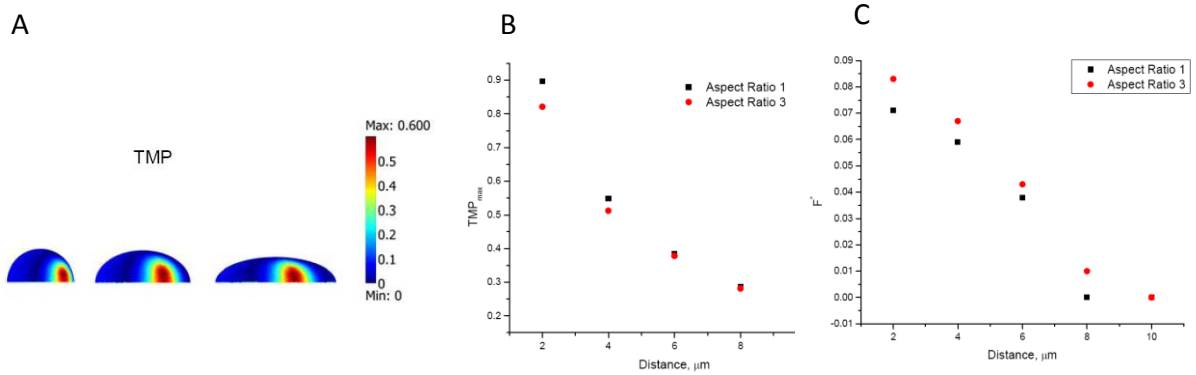 A
TMP
Max: 0.600
0.5
0.4
0.3
0.2
0.1
0
Min: 0
B
Aspect Ratio 1
Aspect Ratio 3
TMPmax
0.9
0.8
0.7
0.6
0.5
0.4
0.3
0.2
2 4 6 8
Distance, μm
C
Aspect Ratio 1
Aspect Ratio 3
F*
0.09
0.08
0.07
0.06
0.05
0.04
0.03
0.02
0.01
0.00
-0.01
2 4 6 8 10
Distance, μm